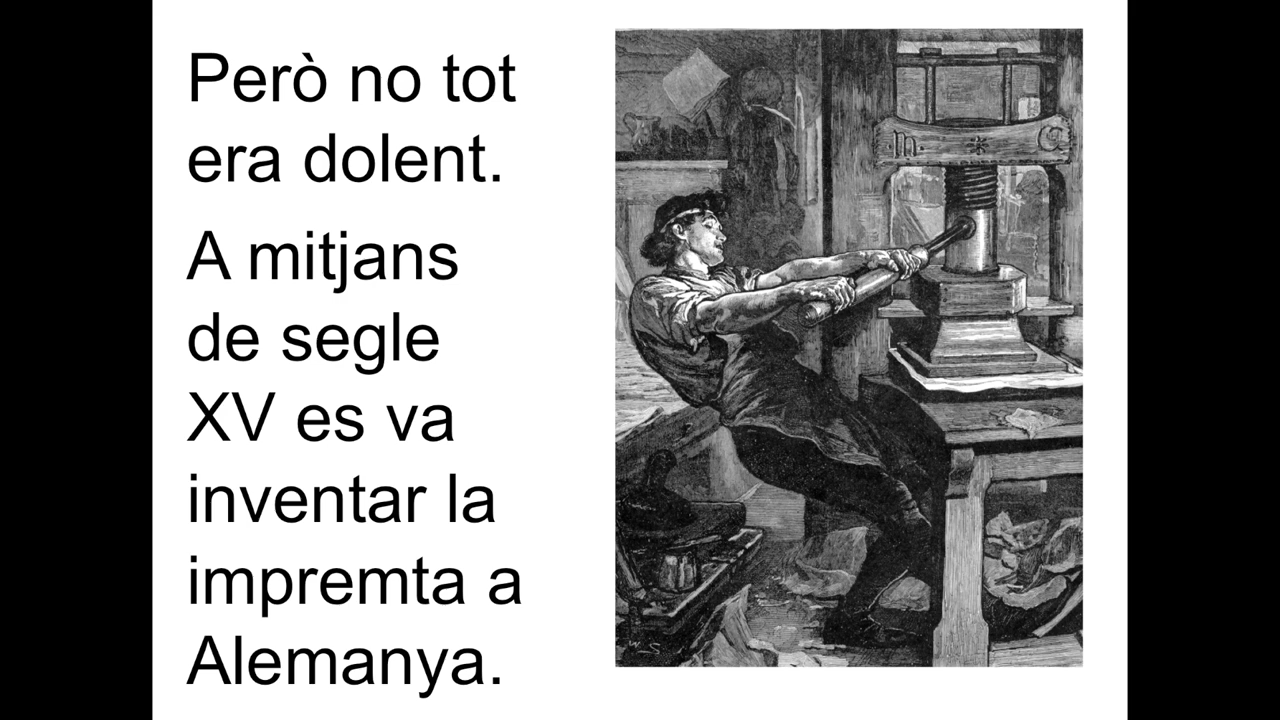 Però no tot
era dolent.
A mitjans
de segle
XV es va
inventar la
impremta a
Alemanya.
M * C
W S